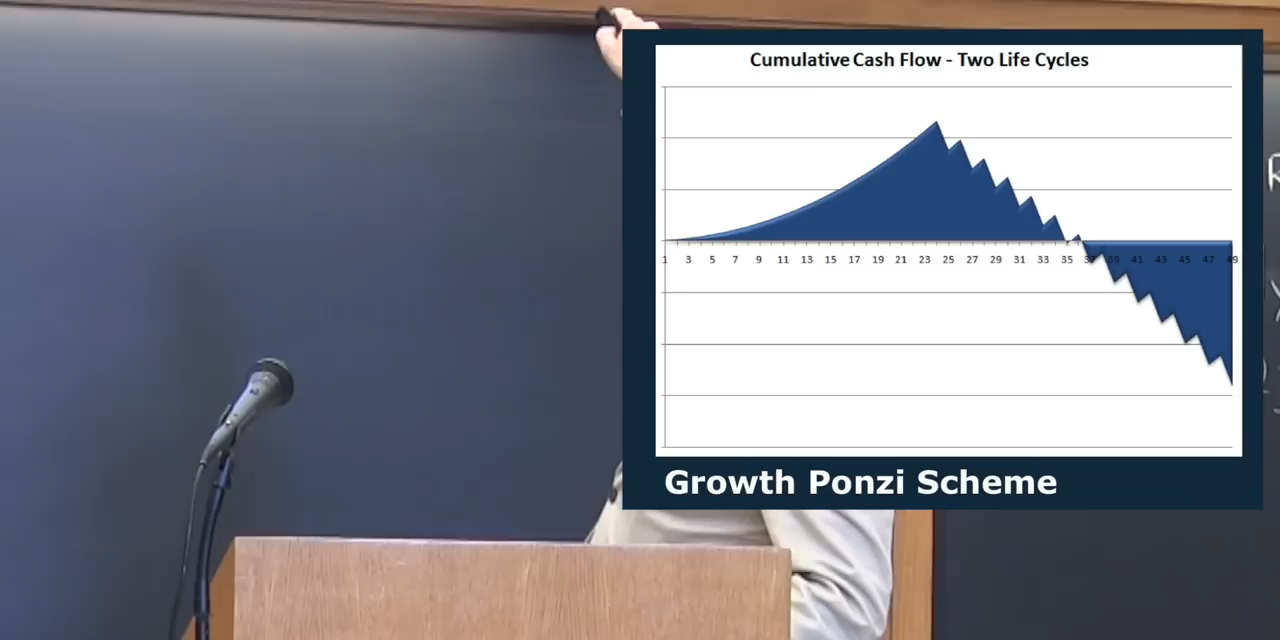 Cumulative Cash Flow - Two Life Cycles
1 3 5 7 9 11 13 15 17 19 21 23 25 27 29 31 33 35 37 39 41 43 45 47 49
Growth Ponzi Scheme